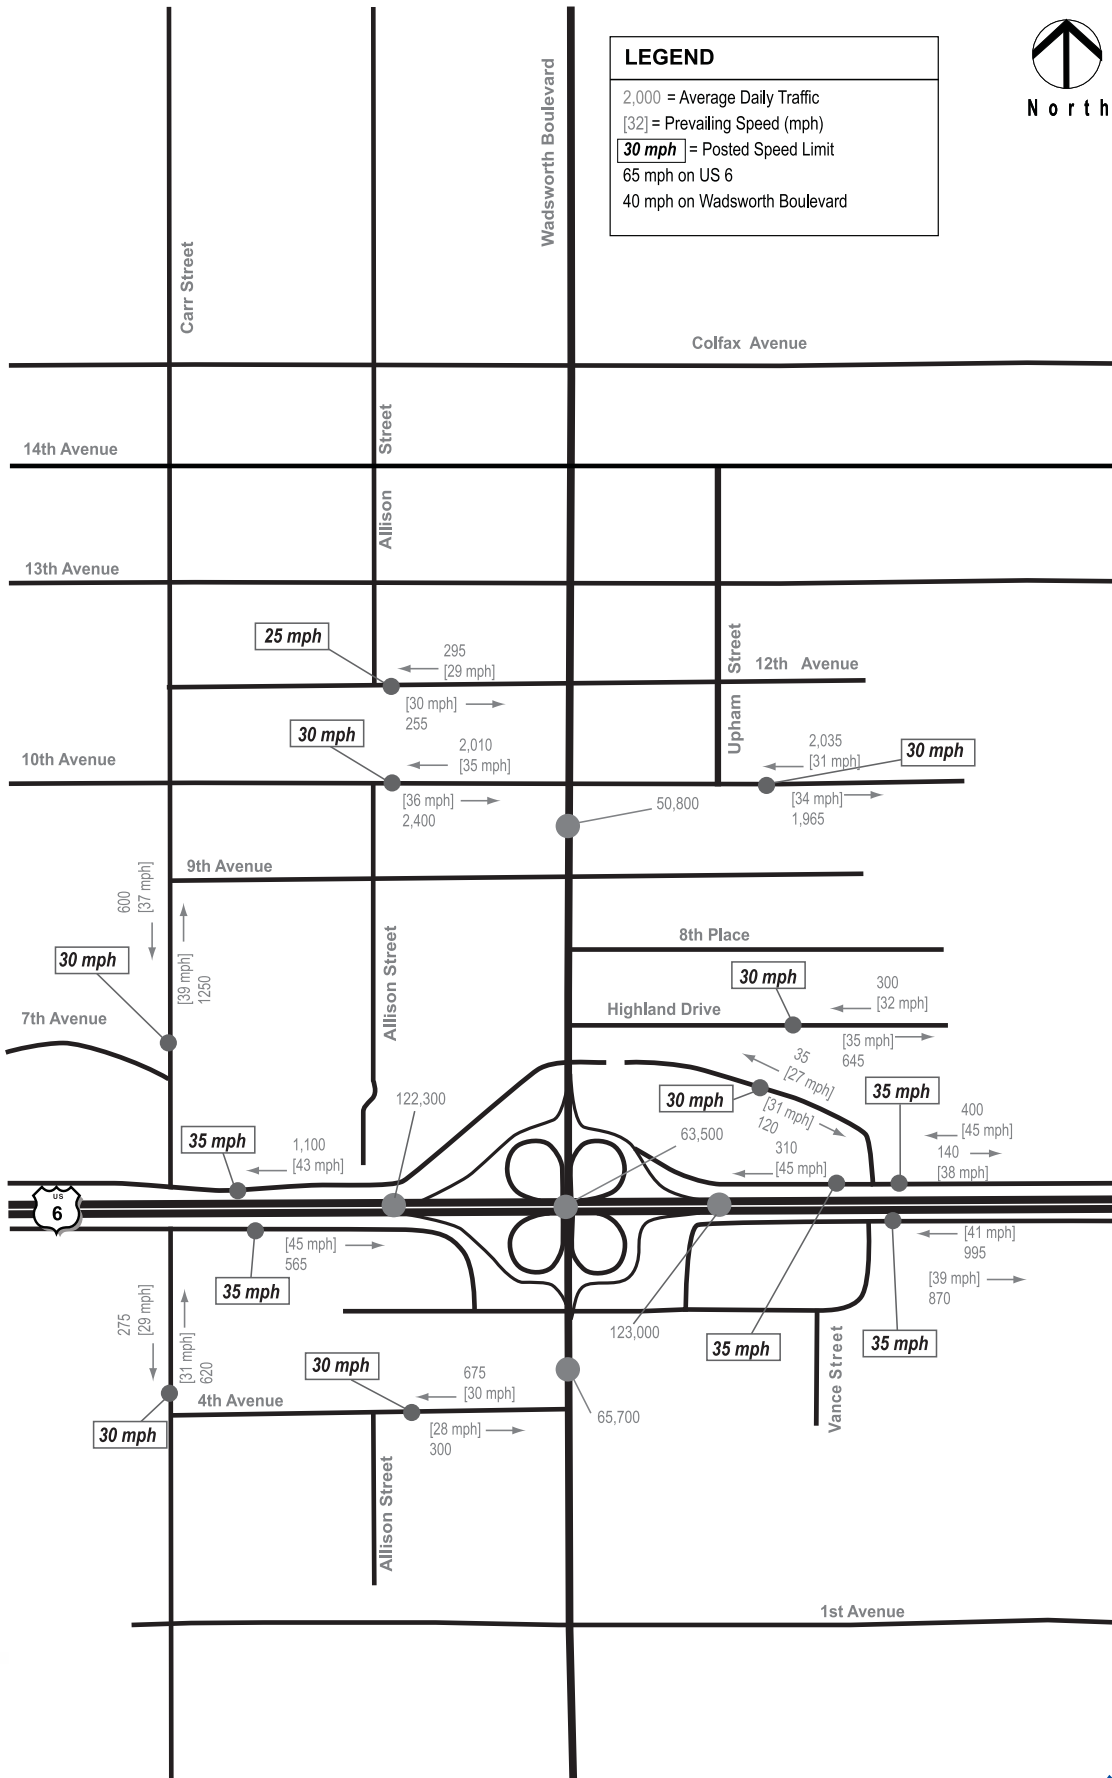 LEGEND
2,000 = Average Daily Traffic
[32] = Prevailing Speed (mph)
30 mph = Posted Speed Limit
65 mph on US 6
40 mph on Wadsworth Boulevard
North
Wadsworth Boulevard
Carr Street
Colfax Avenue
Allison Street
14th Avenue
13th Avenue
25 mph
295
[29 mph]
[30 mph]
255
Upham Street
12th Avenue
10th Avenue
30 mph
2,010
[35 mph]
[36 mph]
2,400
2,035
[31 mph]
30 mph
[34 mph]
1,965
50,800
9th Avenue
600
[37 mph]
[39 mph]
1250
30 mph
7th Avenue
Allison Street
8th Place
30 mph
300
[32 mph]
Highland Drive
[35 mph]
645
35
[27 mph]
30 mph
[31 mph]
120
35 mph
400
[45 mph]
140
[38 mph]
122,300
63,500
310
[45 mph]
35 mph
1,100
[43 mph]
US
6
[45 mph]
565
35 mph
[41 mph]
995
[39 mph]
870
275
[29 mph]
[31 mph]
620
123,000
35 mph
35 mph
Vance Street
30 mph
675
[30 mph]
4th Avenue
30 mph
[28 mph]
300
65,700
Allison Street
1st Avenue